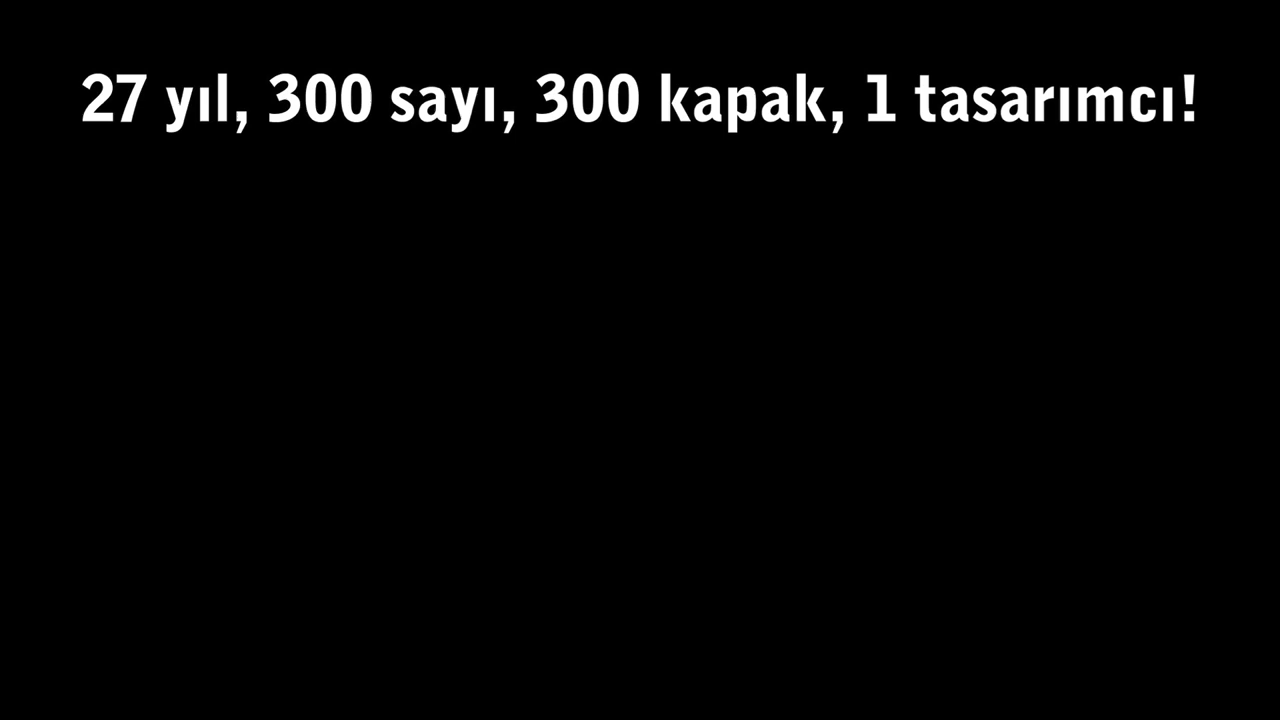 27 yıl, 300 sayı, 300 kapak, 1 tasarımcı!